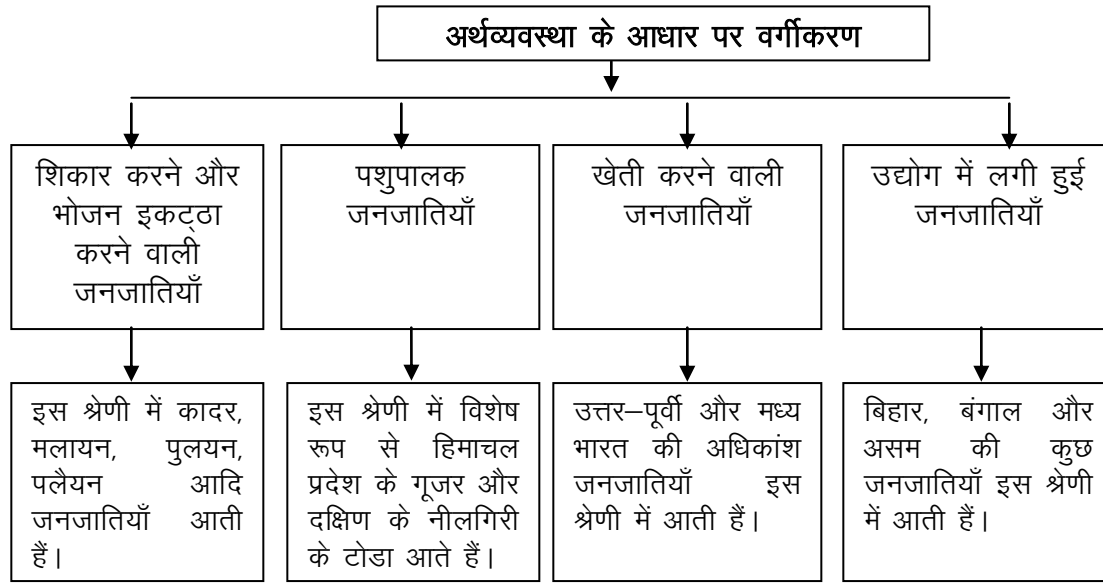 अर्थव्यवस्था के आधार पर वर्गीकरण
शिकार करने और
भोजन इकट्ठा
करने वाली
जनजातियाँ
पशुपालक
जनजातियाँ
खेती करने वाली
जनजातियाँ
उद्योग में लगी हुई
जनजातियाँ
इस श्रेणी में कादर,
मलायन, पुलयन,
पलैयन आदि
जनजातियाँ आती
हैं।
इस श्रेणी में विशेष
रूप से हिमाचल
प्रदेश के गूजर और
दक्षिण के नीलगिरी
के टोडा आते हैं।
उत्तर–पूर्वी और मध्य
भारत की अधिकांश
जनजातियाँ इस
श्रेणी में आती हैं।
बिहार, बंगाल और
असम की कुछ
जनजातियाँ इस श्रेणी
में आती हैं।